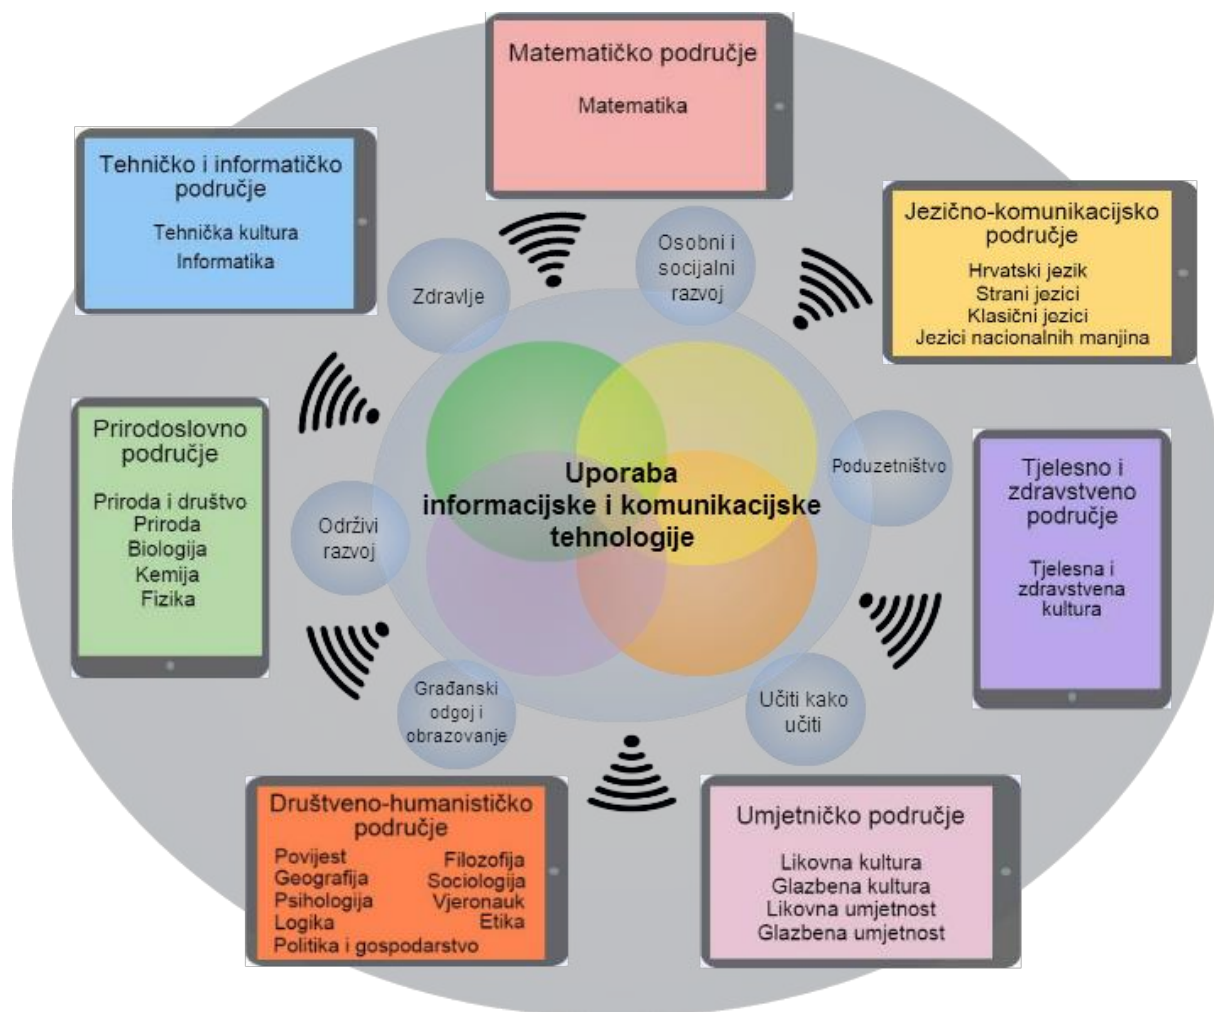 Matematičko područje
Matematika
Tehničko i informatičko
područje
Tehnička kultura
Informatika
Jezično-komunikacijsko
područje
Hrvatski jezik
Strani jezici
Klasični jezici
Jezici nacionalnih manjina
Zdravlje
Osobni i
socijalni
razvoj
Prirodoslovno
područje
Priroda i društvo
Priroda
Biologija
Kemija
Fizika
Održivi
razvoj
Uporaba
informacijske i komunikacijske
tehnologije
Poduzetništvo
Tjelesno i
zdravstveno
područje
Tjelesna i
zdravstvena
kultura
Građanski
odgoj i
obrazovanje
Učiti kako
učiti
Društveno-humanističko
područje
Povijest
Geografija
Psihologija
Logika
Politika i gospodarstvo
Filozofija
Sociologija
Vjeronauk
Etika
Umjetničko područje
Likovna kultura
Glazbena kultura
Likovna umjetnost
Glazbena umjetnost